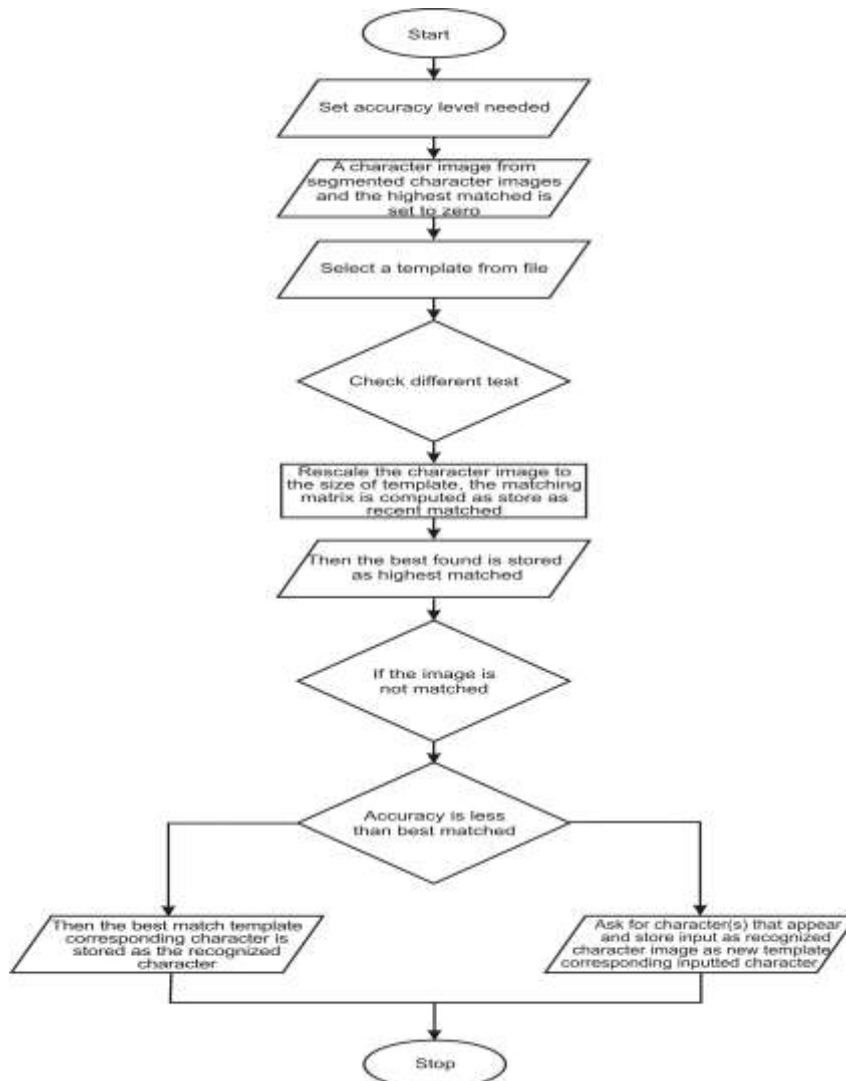 Start
Set accuracy level needed
A character image from
segmented character images
and the highest matched is
set to zero
Select a template from file
Check different test
Rescale the character image to
the size of template, the matching
matrix is computed as store as
recent matched
Then the best found is stored
as highest matched
If the image is
not matched
Accuracy is less
than best matched
Then the best match template
corresponding character is
stored as the recognized
character
Ask for character(s) that appear
and store input as recognized
character image as new template
corresponding inputted character
Stop